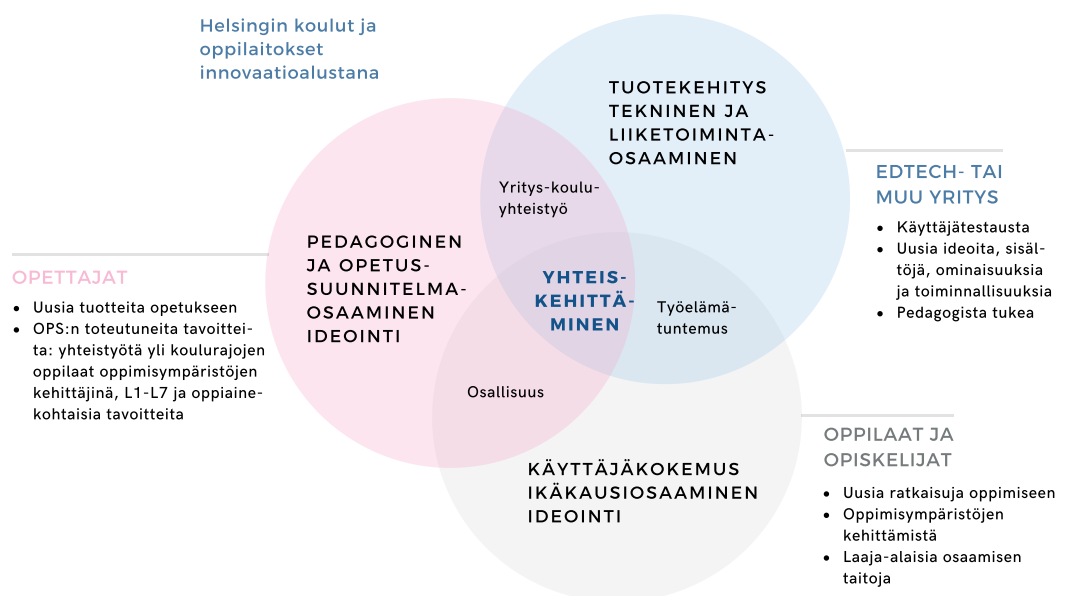 Helsingin koulut ja
oppilaitokset
innovaatioalustana
TUOTEKEHITYS
TEKNINEN JA
LIIKETOIMINTA-
OSAAMINEN
Yritys-koulu-
yhteistyö
EDTECH- TAI
MUU YRITYS
• Käyttäjätestausta
• Uusia ideoita, sisäl-
töjä, ominaisuuksia
ja toiminnallisuuksia
• Pedagogista tukea
PEDAGOGINEN
JA OPETUS-
SUUNNITELMA-
OSAAMINEN
IDEOINTI
OPETTAJAT
• Uusia tuotteita opetukseen
• OPS:n toteutuneita tavoittei-
ta: yhteistyötä yli koulurajojen
oppilaat oppimisympäristöjen
kehittäjinä, L1-L7 ja oppiaine-
kohtaisia tavoitteita
YHTEIS-
KEHITTÄ-
MINEN
Työelämä-
tuntemus
Osallisuus
KÄYTTÄJÄKOKEMUS
IKÄKAUSIOSAAMINEN
IDEOINTI
OPPILAAT JA
OPISKELIJAT
• Uusia ratkaisuja oppimiseen
• Oppimisympäristöjen
kehittämistä
• Laaja-alaisia osaamisen
taitoja